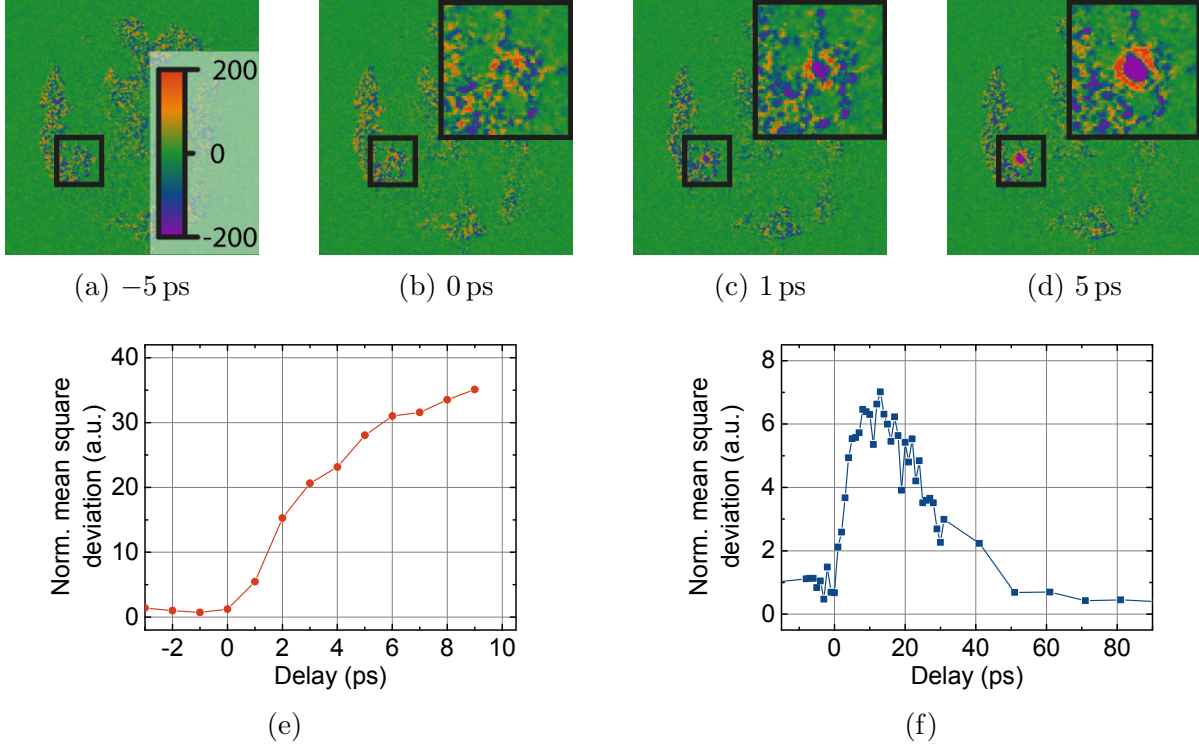 200
0
-200
(a) −5 ps
(b) 0 ps
(c) 1 ps
(d) 5 ps
Norm. mean square
deviation (a.u.)
40
30
20
10
0
-2 0 2 4 6 8 10
Delay (ps)
(e)
Norm. mean square
deviation (a.u.)
8
6
4
2
0
0 20 40 60 80
Delay (ps)
(f)